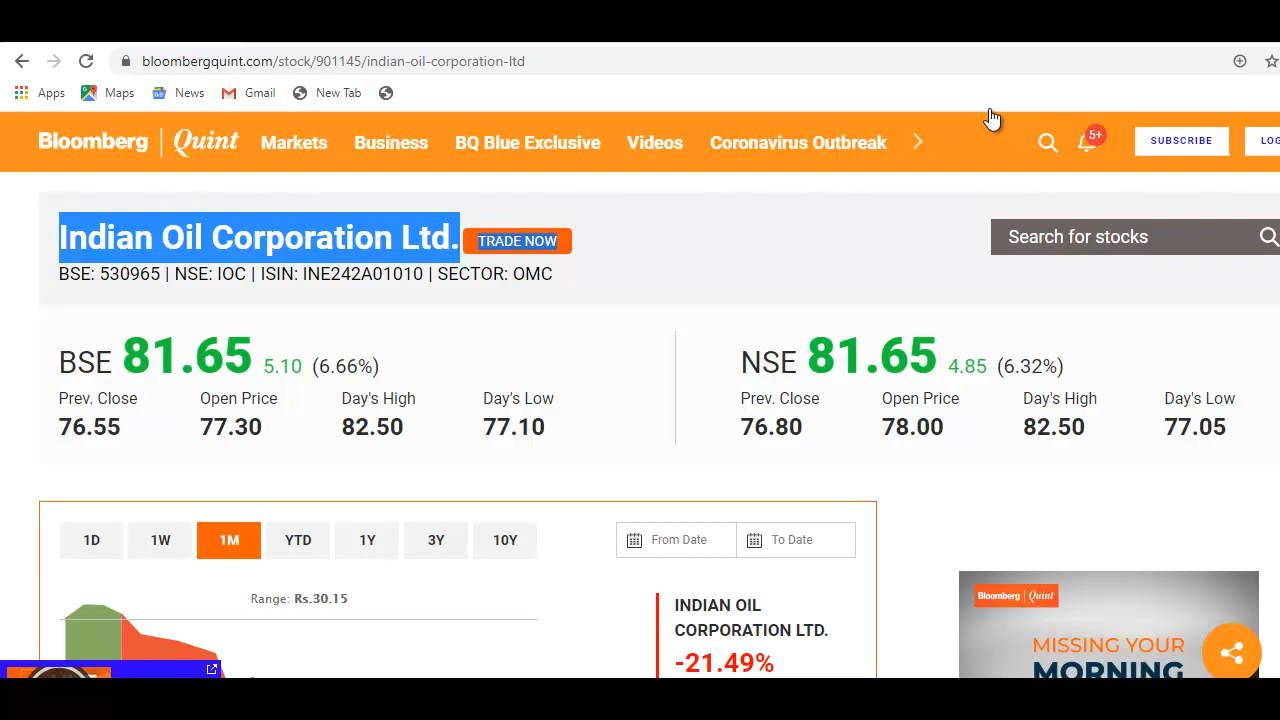 bloombergquint.com/stock/901145/indian-oil-corporation-ltd
Apps Maps News Gmail New Tab
Bloomberg | Quint Markets Business BQ Blue Exclusive Videos Coronavirus Outbreak 5+ SUBSCRIBE LOG
Indian Oil Corporation Ltd. TRADE NOW
Search for stocks
BSE: 530965 | NSE: IOC | ISIN: INE242A01010 | SECTOR: OMC
BSE 81.65 5.10 (6.66%)
Prev. Close Open Price Day's High Day's Low
76.55 77.30 82.50 77.10
NSE 81.65 4.85 (6.32%)
Prev. Close Open Price Day's High Day's Low
76.80 78.00 82.50 77.05
1D 1W 1M YTD 1Y 3Y 10Y
From Date To Date
Range: Rs.30.15
INDIAN OIL
CORPORATION LTD.
-21.49%
Bloomberg | Quint
MISSING YOUR
MORNING